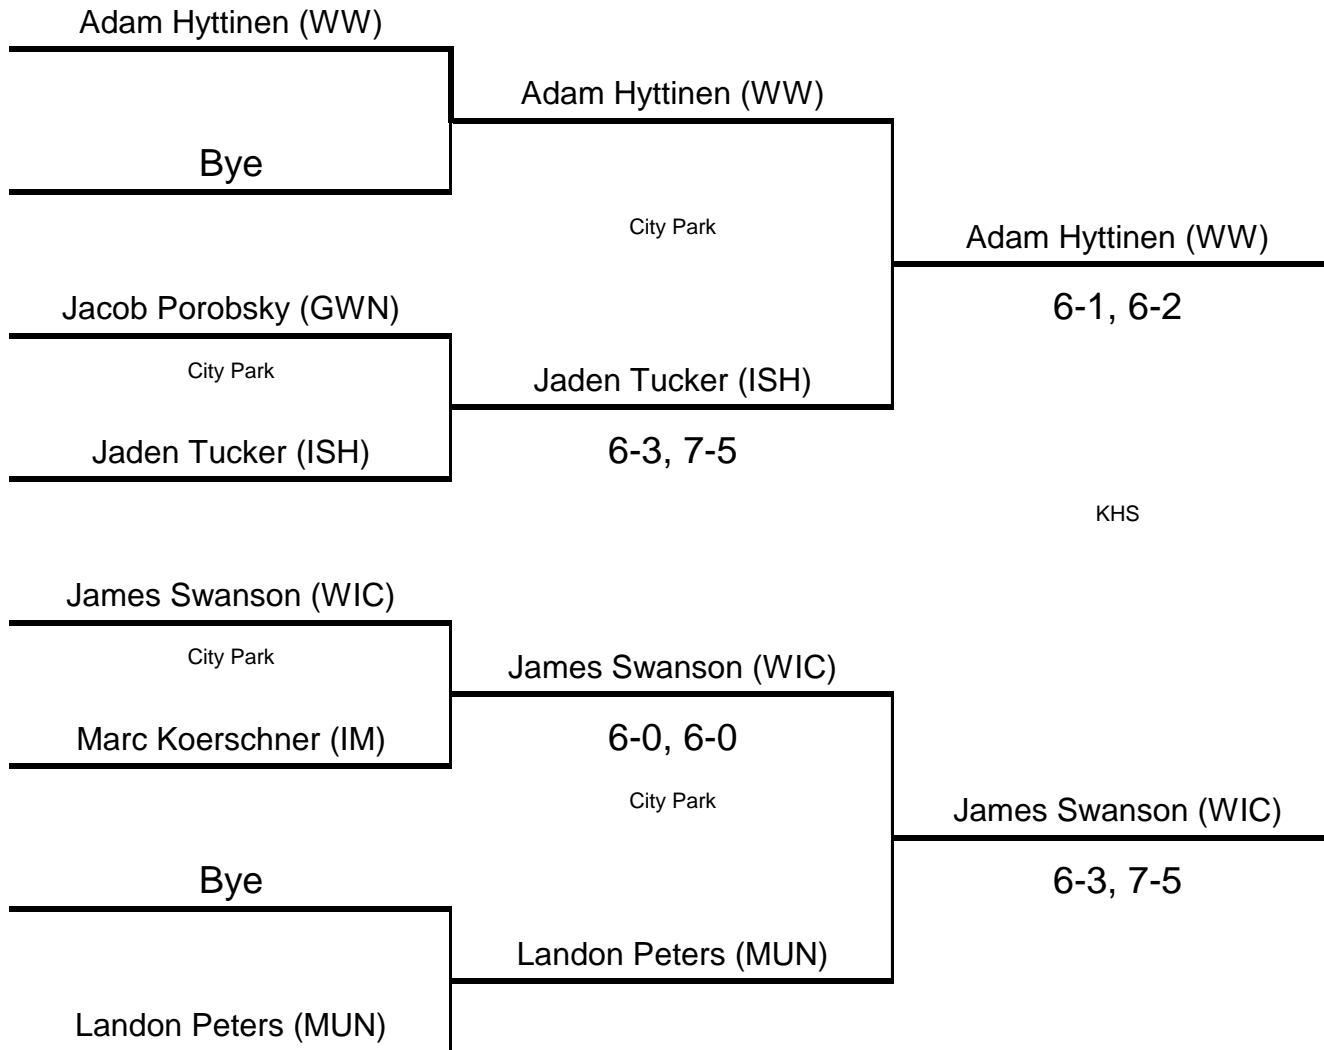 Adam Hyttinen (WW)
Adam Hyttinen (WW)
Bye
City Park
Adam Hyttinen (WW)
Jacob Porobsky (GWN)
6-1, 6-2
City Park
Jaden Tucker (ISH)
Jaden Tucker (ISH)
6-3, 7-5
KHS
James Swanson (WIC)
City Park
James Swanson (WIC)
Marc Koerschner (IM)
6-0, 6-0
City Park
James Swanson (WIC)
Bye
6-3, 7-5
Landon Peters (MUN)
Landon Peters (MUN)